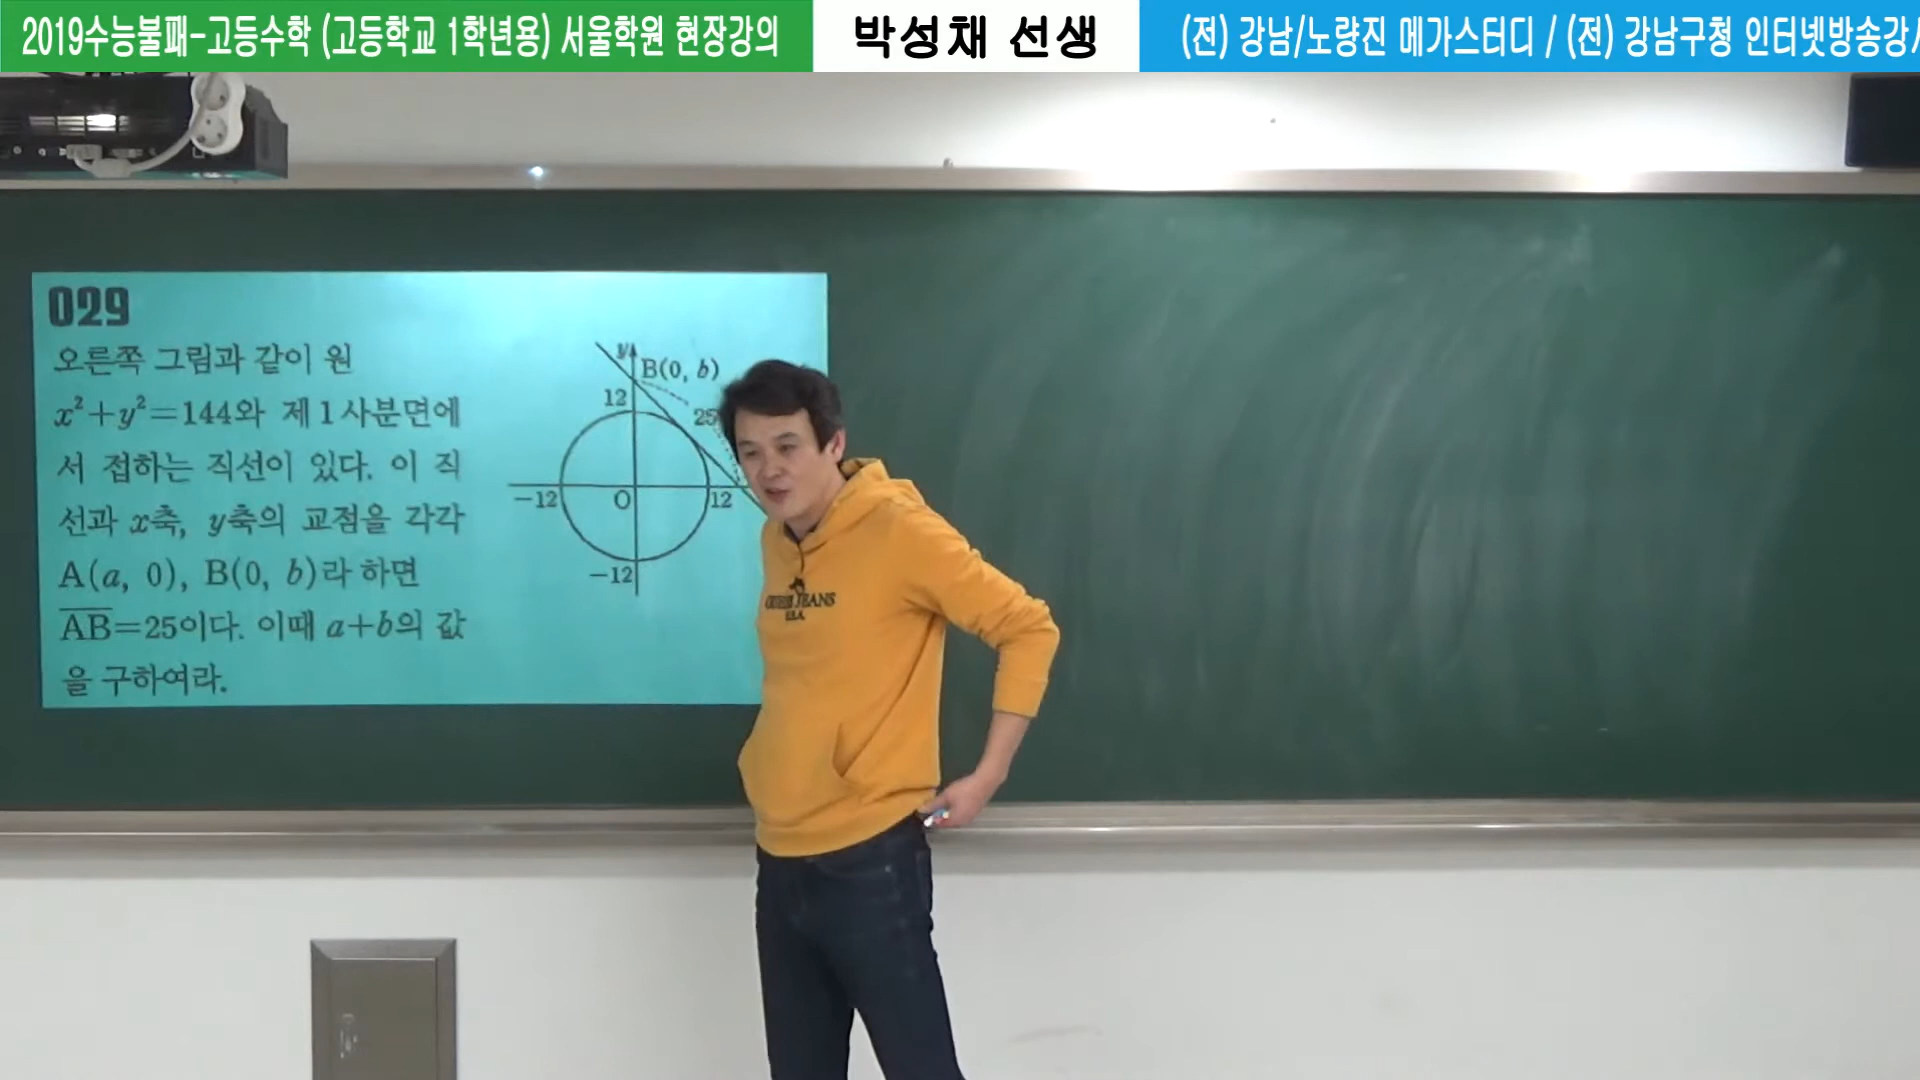 2019수능불패-고등수학 (고등학교 1학년용) 서울학원 현장강의
박성채 선생
(전) 강남/노량진 메가스터디 / (전) 강남구청 인터넷방송강
029
오른쪽 그림과 같이 원
x²+y²=144와 제1사분면에
서 접하는 직선이 있다. 이 직
선과 x축, y축의 교점을 각각
A(a, 0), B(0, b)라 하면
AB=25이다. 이때 a+b의 값
을 구하여라.
y
B(0, b)
12
25
-12
O
12
-12
JEANS